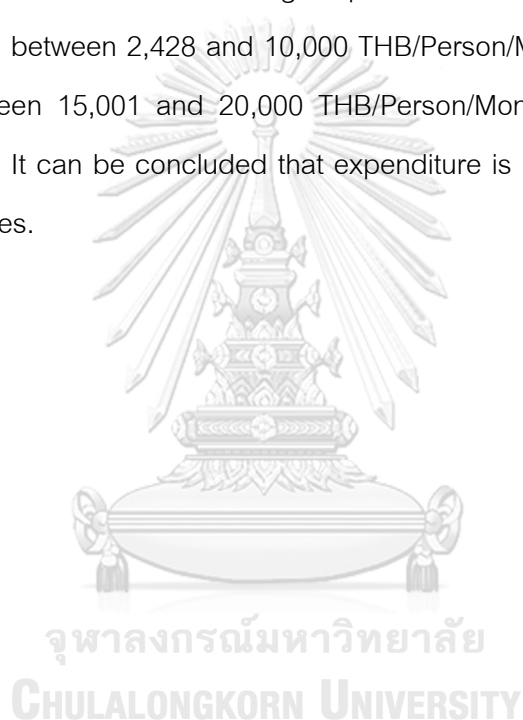 between 2,428 and 10,000 THB/Person/M
een 15,001 and 20,000 THB/Person/Mon
It can be concluded that expenditure is
es.
จุฬาลงกรณ์มหาวิทยาลัย
CHULALONGKORN UNIVERSITY